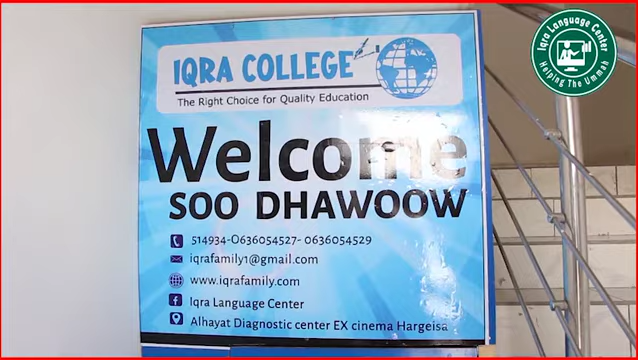 IQRA COLLEGE
The Right Choice for Quality Education
Welcome
SOO DHAWOOW
514934-0636054527- 0636054529
iqrafamily1@gmail.com
www.iqrafamily.com
Iqra Language Center
Alhayat Diagnostic center EX cinema Hargeisa
Iqra Language Center
Helping The Ummah